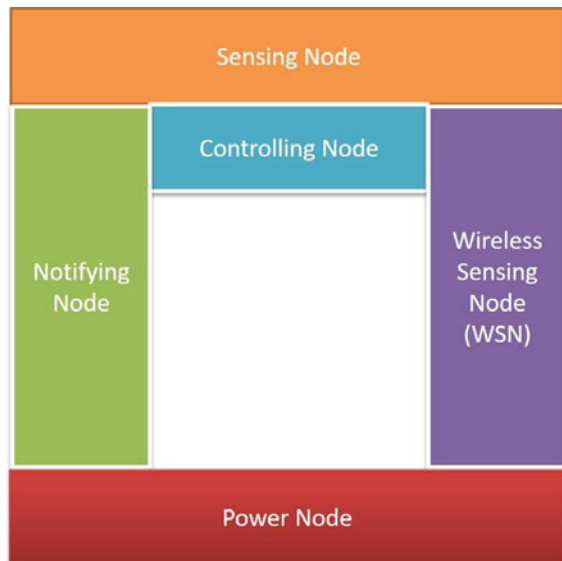 Sensing Node
Controlling Node
Notifying
Node
Wireless
Sensing
Node
(WSN)
Power Node